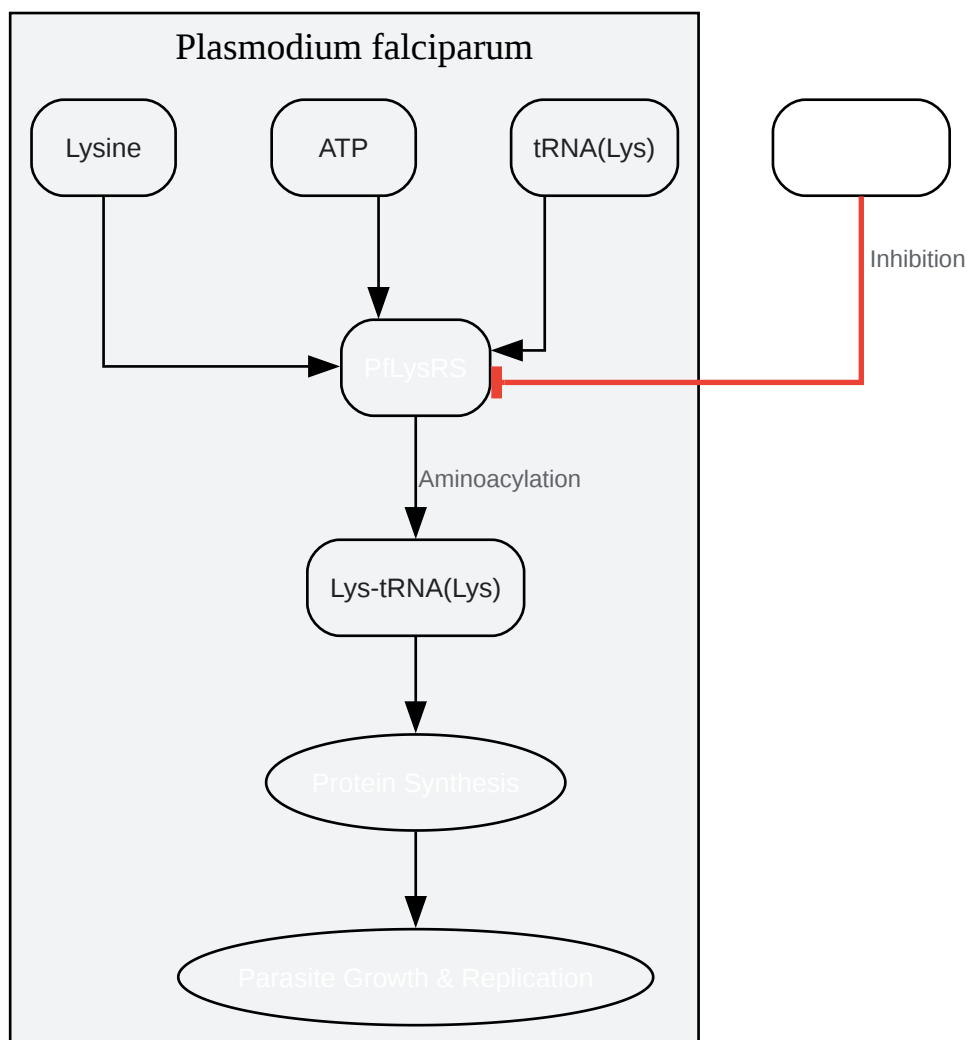 Plasmodium falciparum
Lysine
ATP
tRNA(Lys)
Inhibition
PfLysRS
Aminoacylation
Lys-tRNA(Lys)
Protein Synthesis
Parasite Growth & Replication